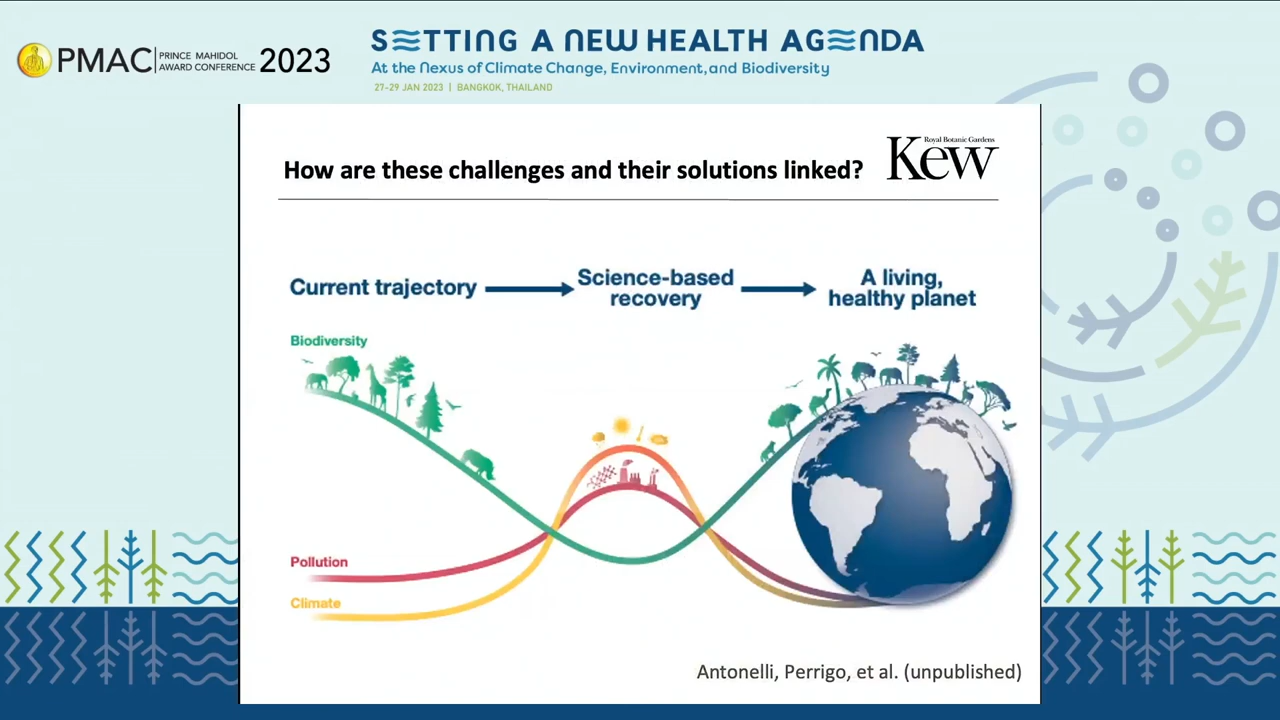 PMAC PRINCE MAHIDOL AWARD CONFERENCE 2023
SETTING A NEW HEALTH AGENDA
At the Nexus of Climate Change, Environment, and Biodiversity
27-29 JAN 2023 | BANGKOK, THAILAND
Royal Botanic Gardens
Kew
How are these challenges and their solutions linked?
Current trajectory
Science-based
recovery
A living,
healthy planet
Biodiversity
Pollution
Climate
Antonelli, Perrigo, et al. (unpublished)